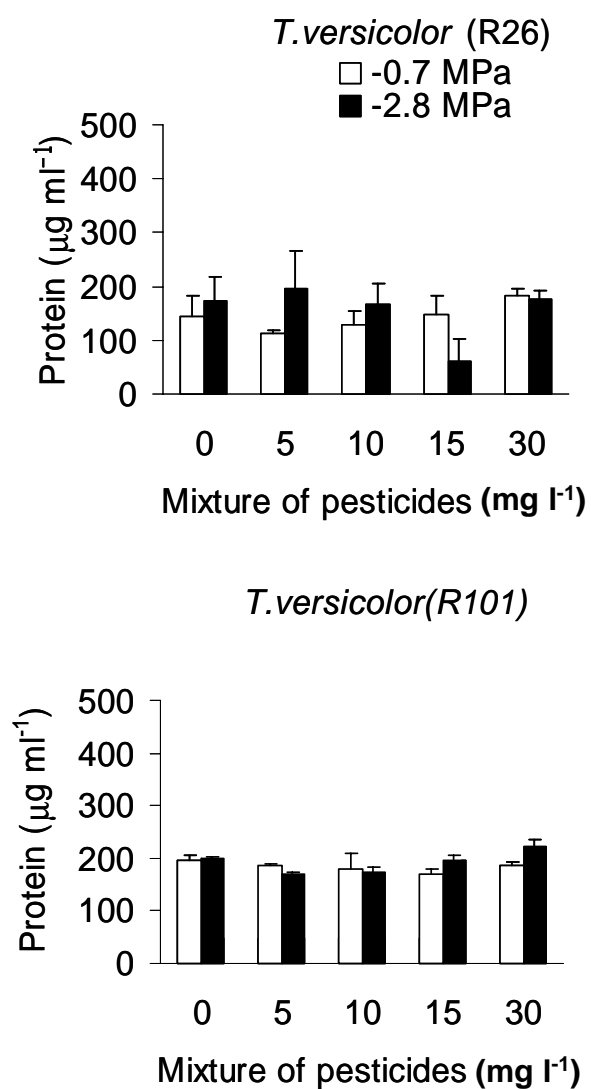 T.versicolor (R26)
-0.7 MPa
-2.8 MPa
Protein (µg ml⁻¹)
500
400
300
200
100
0
0 5 10 15 30
Mixture of pesticides (mg l⁻¹)
T.versicolor(R101)
Protein (µg ml⁻¹)
500
400
300
200
100
0
0 5 10 15 30
Mixture of pesticides (mg l⁻¹)